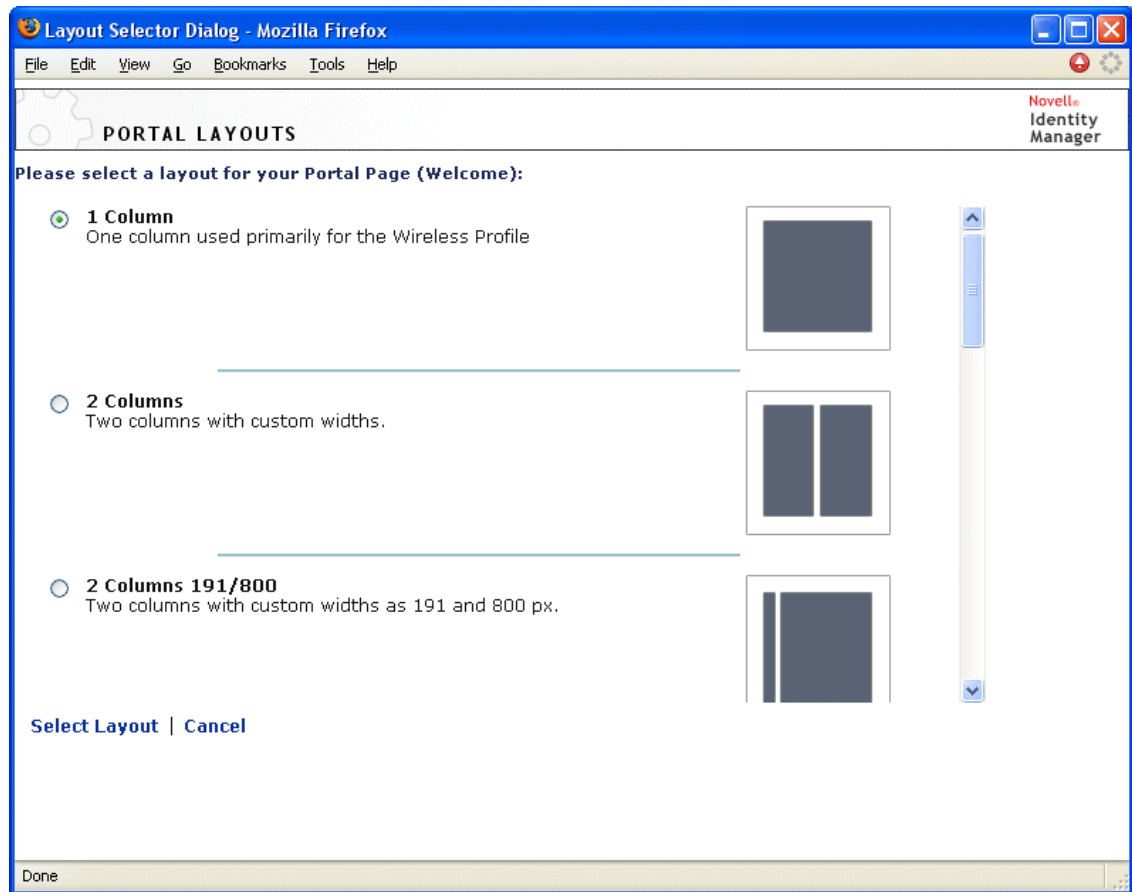 Layout Selector Dialog - Mozilla Firefox
File Edit View Go Bookmarks Tools Help
PORTAL LAYOUTS
Novell®
Identity
Manager
Please select a layout for your Portal Page (Welcome):
1 Column
One column used primarily for the Wireless Profile
2 Columns
Two columns with custom widths.
2 Columns 191/800
Two columns with custom widths as 191 and 800 px.
Select Layout | Cancel
Done